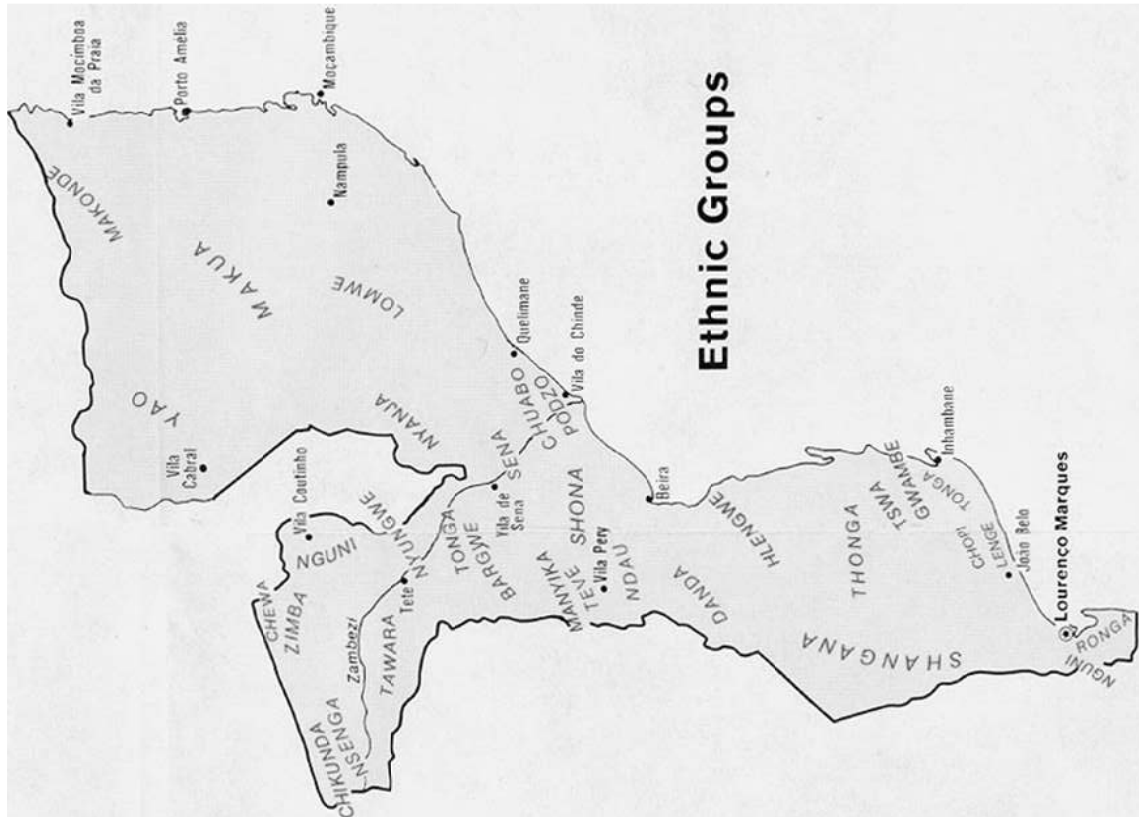 Ethnic Groups
Vila Mocimboa
da Praia
Porto Amélia
Moçambique
Nampula
MAKONDE
MAKUA
LOMWE
YAO
Vila
Cabral
NYANJA
Vila Coutinho
NGUNI
CHEWA
ZIMBA
CHIKUNDA
NSENGA
Zambezi
TAWARA
Tete
NYUNGWE
TONGA
BARGWE
Vila de
Sena
SENA
CHUABO
PODZO
Quelimane
Vila do Chinde
SHONA
MANYIKA
TEVE
Vila Pery
NDAU
Beira
DANDA
HLENGWE
THONGA
TSWA
GWAMBE
TONGA
Inhambane
CHOPI
LENGE
João Belo
SHANGANA
Lourenço Marques
RONGA
NGUNI